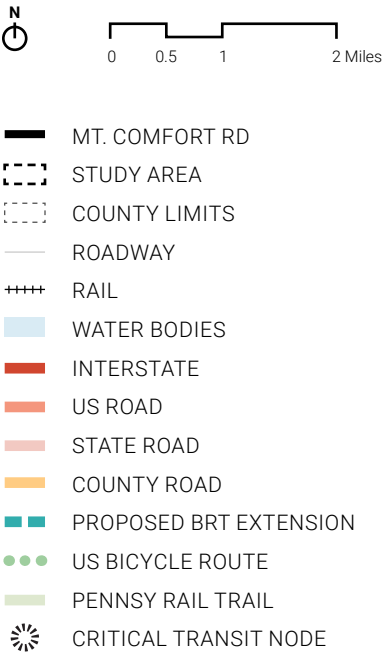 N
0 0.5 1 2 Miles
MT. COMFORT RD
STUDY AREA
COUNTY LIMITS
ROADWAY
RAIL
WATER BODIES
INTERSTATE
US ROAD
STATE ROAD
COUNTY ROAD
PROPOSED BRT EXTENSION
US BICYCLE ROUTE
PENNSY RAIL TRAIL
CRITICAL TRANSIT NODE